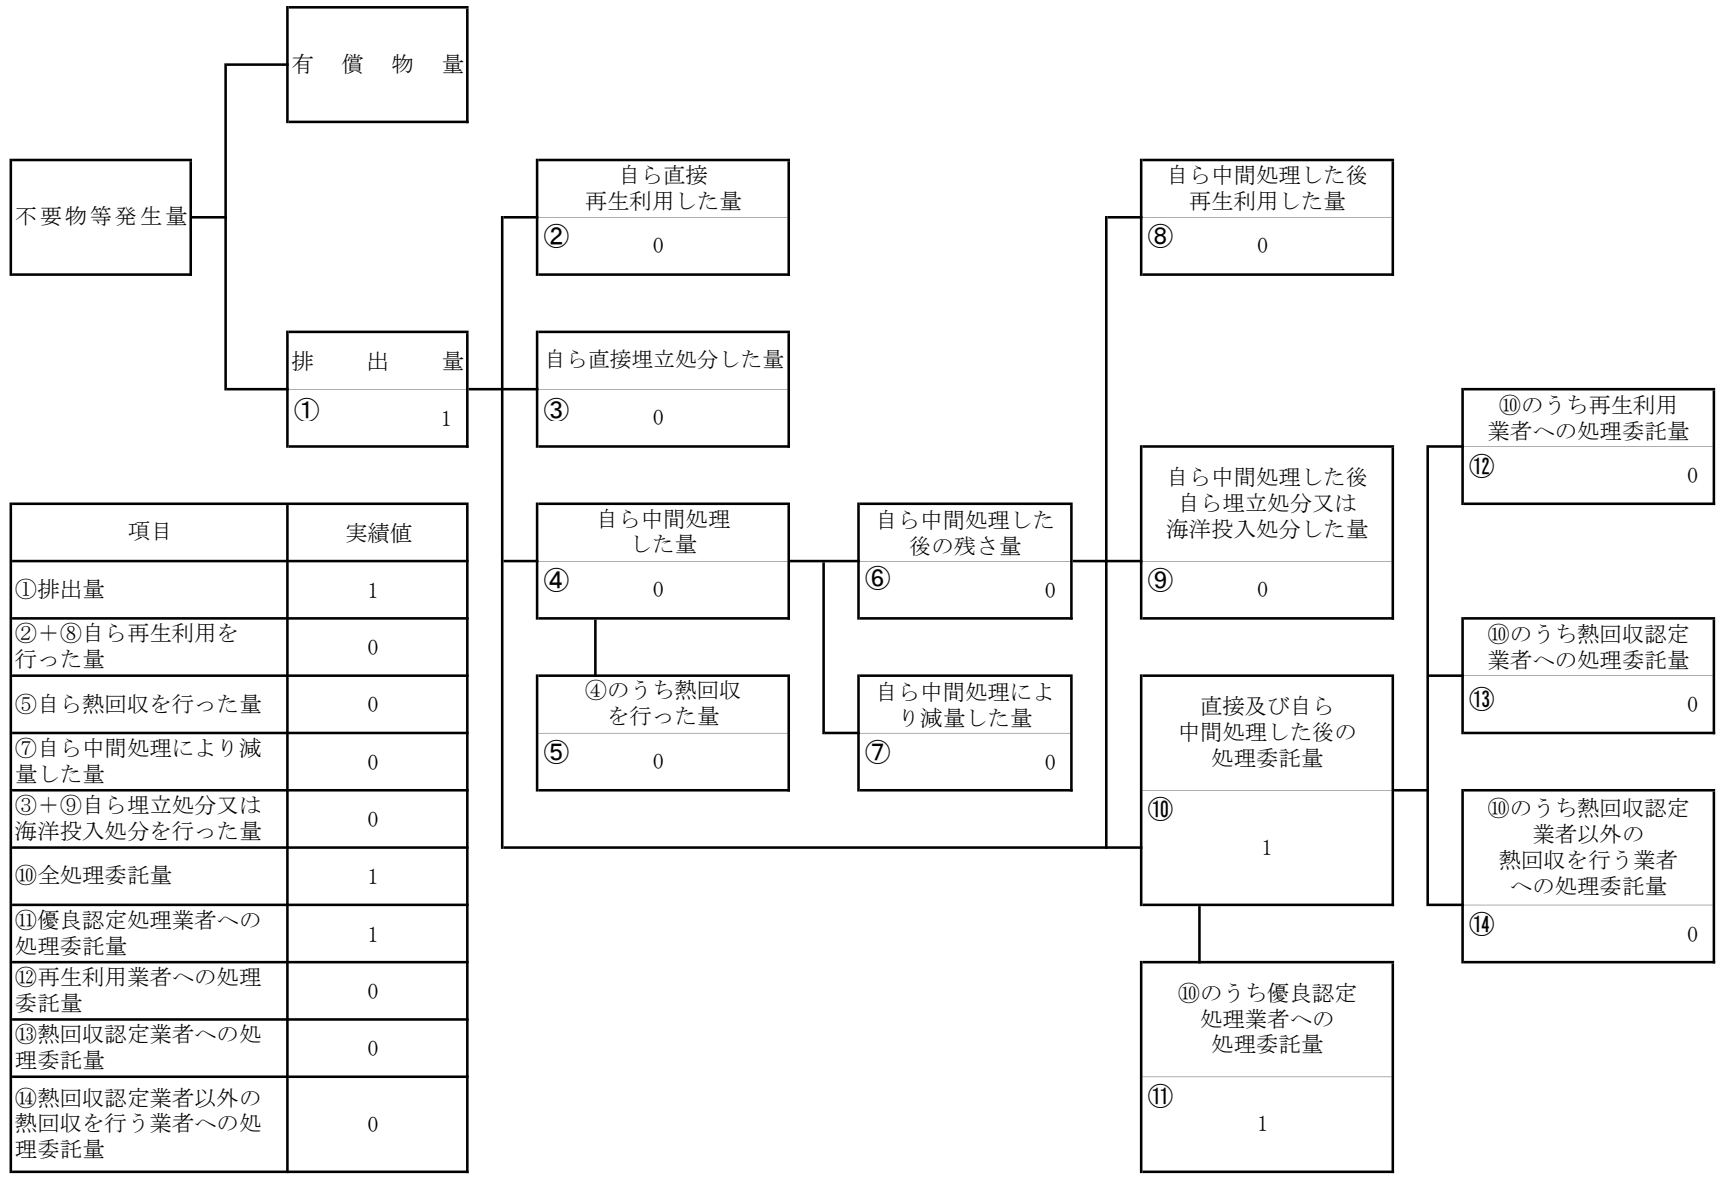 有償物量
不要物等発生量
排出量
①
1
自ら直接
再生利用した量
②
0
自ら直接埋立処分した量
③
0
自ら中間処理
した量
④
0
④のうち熱回収
を行った量
⑤
0
自ら中間処理した
後の残さ量
⑥
0
自ら中間処理によ
り減量した量
⑦
0
自ら中間処理した後
再生利用した量
⑧
0
自ら中間処理した後
自ら埋立処分又は
海洋投入処分した量
⑨
0
直接及び自ら
中間処理した後の
処理委託量
⑩
1
⑩のうち優良認定
処理業者への
処理委託量
⑪
1
⑩のうち再生利用
業者への処理委託量
⑫
0
⑩のうち熱回収認定
業者への処理委託量
⑬
0
⑩のうち熱回収認定
業者以外の
熱回収を行う業者
への処理委託量
⑭
0
項目 実績値
①排出量 1
②+⑧自ら再生利用を
行った量
0
⑤自ら熱回収を行った量 0
⑦自ら中間処理により減
量した量
0
③+⑨自ら埋立処分又は
海洋投入処分を行った量
0
⑩全処理委託量 1
⑪優良認定処理業者への
処理委託量
1
⑫再生利用業者への処理
委託量
0
⑬熱回収認定業者への処
理委託量
0
⑭熱回収認定業者以外の
熱回収を行う業者への処
理委託量
0